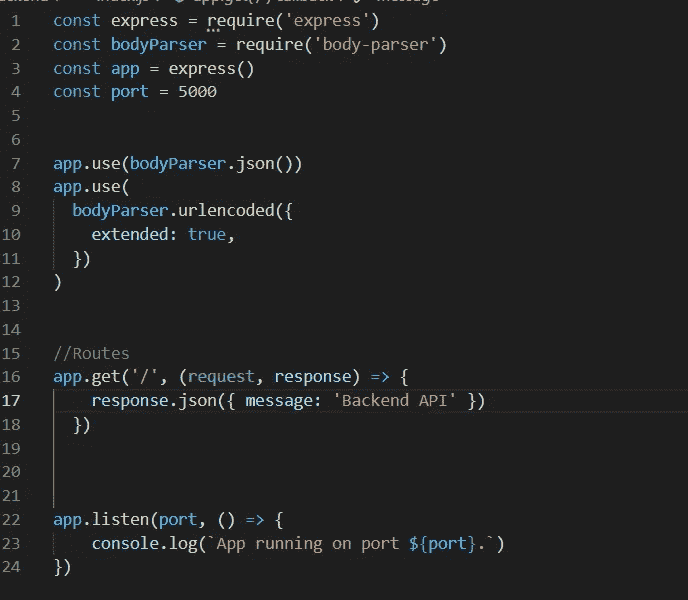 1 const express = require('express')
2 const bodyParser = require('body-parser')
3 const app = express()
4 const port = 5000
5
6
7 app.use(bodyParser.json())
8 app.use(
9   bodyParser.urlencoded({
10     extended: true,
11   })
12 )
13
14
15 //Routes
16 app.get('/', (request, response) => {
17     response.json({ message: 'Backend API' })
18   })
19
20
21
22 app.listen(port, () => {
23     console.log(`App running on port ${port}.`)
24 })